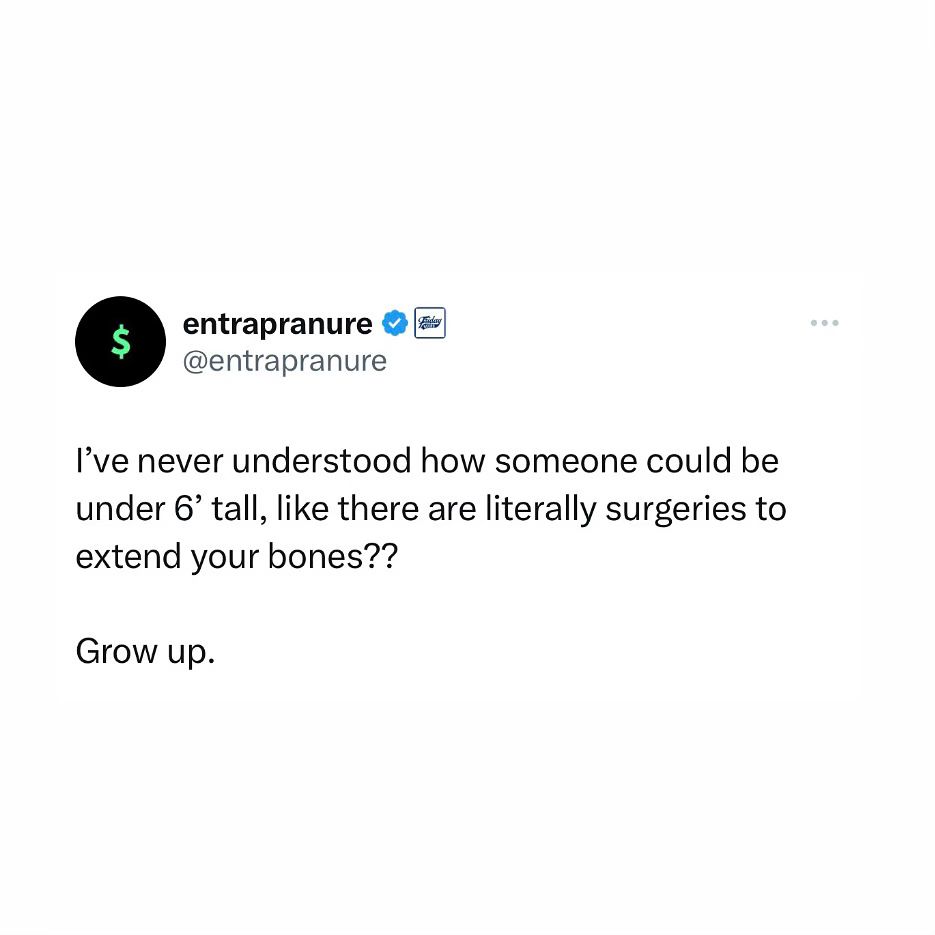 $
entrapranure
@entrapranure
I’ve never understood how someone could be
under 6’ tall, like there are literally surgeries to
extend your bones??
Grow up.